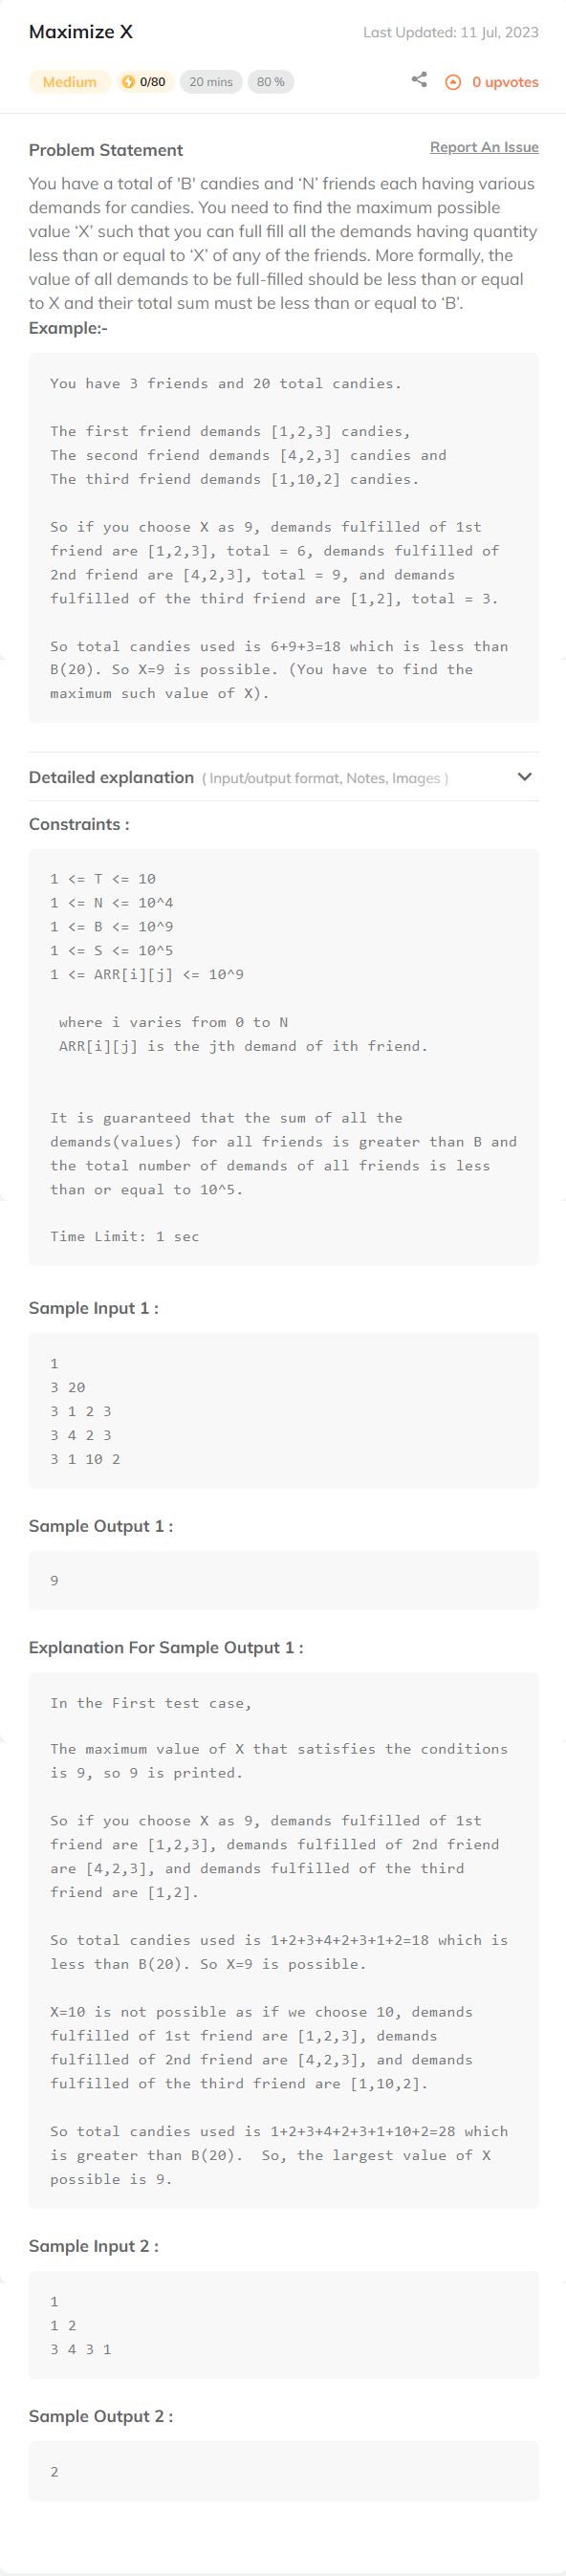 Maximize X
Last Updated: 11 Jul, 2023
Medium
0/80
20 mins
80 %
0 upvotes
Problem Statement
Report An Issue
You have a total of 'B' candies and ‘N’ friends each having various
demands for candies. You need to find the maximum possible
value ‘X’ such that you can full fill all the demands having quantity
less than or equal to ‘X’ of any of the friends. More formally, the
value of all demands to be full-filled should be less than or equal
to X and their total sum must be less than or equal to ‘B’.
Example:-
You have 3 friends and 20 total candies.
The first friend demands [1,2,3] candies,
The second friend demands [4,2,3] candies and
The third friend demands [1,10,2] candies.
So if you choose X as 9, demands fulfilled of 1st
friend are [1,2,3], total = 6, demands fulfilled of
2nd friend are [4,2,3], total = 9, and demands
fulfilled of the third friend are [1,2], total = 3.
So total candies used is 6+9+3=18 which is less than
B(20). So X=9 is possible. (You have to find the
maximum such value of X).
Detailed explanation ( Input/output format, Notes, Images )
Constraints :
1 <= T <= 10
1 <= N <= 10^4
1 <= B <= 10^9
1 <= S <= 10^5
1 <= ARR[i][j] <= 10^9
where i varies from 0 to N
ARR[i][j] is the jth demand of ith friend.
It is guaranteed that the sum of all the
demands(values) for all friends is greater than B and
the total number of demands of all friends is less
than or equal to 10^5.
Time Limit: 1 sec
Sample Input 1 :
1
3 20
3 1 2 3
3 4 2 3
3 1 10 2
Sample Output 1 :
9
Explanation For Sample Output 1 :
In the First test case,
The maximum value of X that satisfies the conditions
is 9, so 9 is printed.
So if you choose X as 9, demands fulfilled of 1st
friend are [1,2,3], demands fulfilled of 2nd friend
are [4,2,3], and demands fulfilled of the third
friend are [1,2].
So total candies used is 1+2+3+4+2+3+1+2=18 which is
less than B(20). So X=9 is possible.
X=10 is not possible as if we choose 10, demands
fulfilled of 1st friend are [1,2,3], demands
fulfilled of 2nd friend are [4,2,3], and demands
fulfilled of the third friend are [1,10,2].
So total candies used is 1+2+3+4+2+3+1+10+2=28 which
is greater than B(20).  So, the largest value of X
possible is 9.
Sample Input 2 :
1
1 2
3 4 3 1
Sample Output 2 :
2